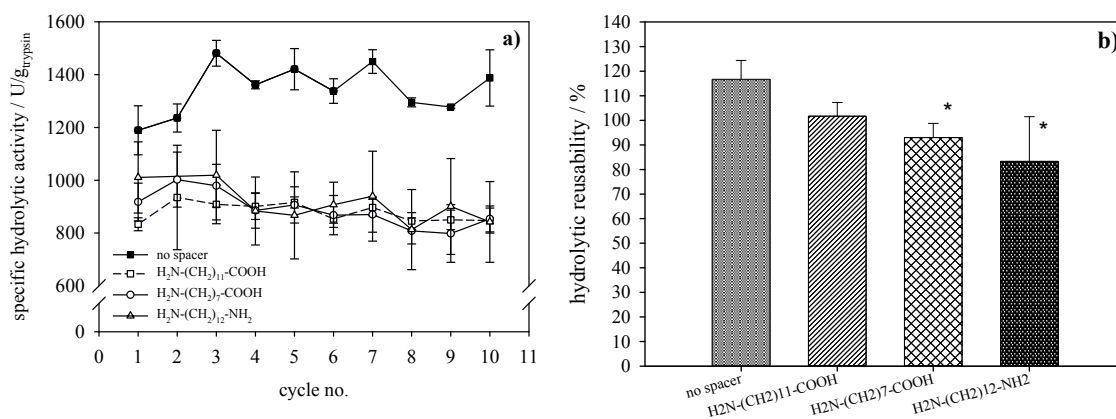 a)
specific hydrolytic activity / U/g_trypsin
1600
1400
1200
1000
800
600
0
no spacer
H₂N-(CH₂)₁₁-COOH
H₂N-(CH₂)₇-COOH
H₂N-(CH₂)₁₂-NH₂
0 1 2 3 4 5 6 7 8 9 10 11
cycle no.
b)
hydrolytic reusability / %
140
130
120
110
100
90
80
70
60
50
40
30
20
10
0
*
*
no spacer
H2N-(CH2)11-COOH
H2N-(CH2)7-COOH
H2N-(CH2)12-NH2